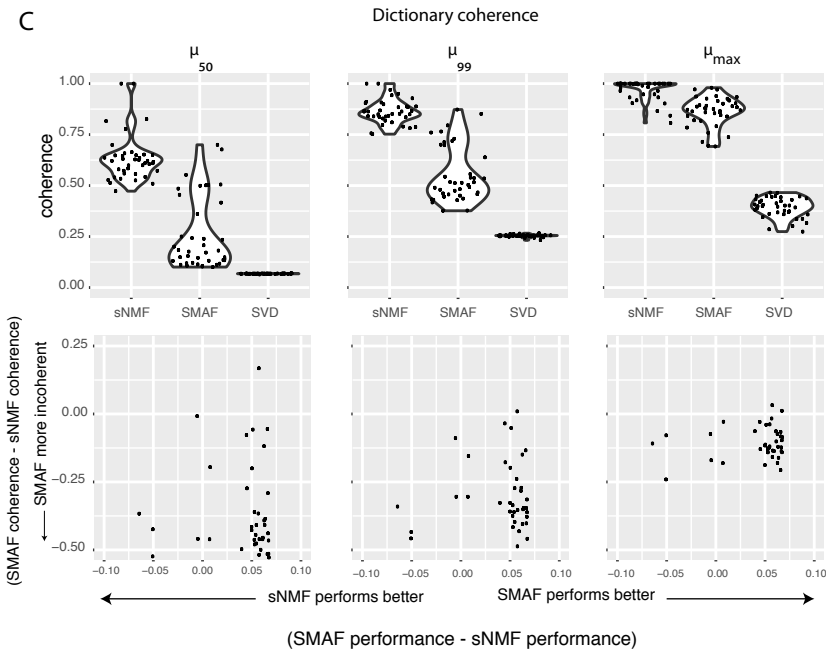 C
Dictionary coherence
μ
50
μ
99
μmax
coherence
1.00
0.75
0.50
0.25
0.00
sNMF SMAF SVD
sNMF SMAF SVD
sNMF SMAF SVD
(SMAF coherence - sNMF coherence)
SMAF more incoherent
0.25
0.00
−0.25
−0.50
−0.10 −0.05 0.00 0.05 0.10
−0.10 −0.05 0.00 0.05 0.10
−0.10 −0.05 0.00 0.05 0.10
sNMF performs better
SMAF performs better
(SMAF performance - sNMF performance)